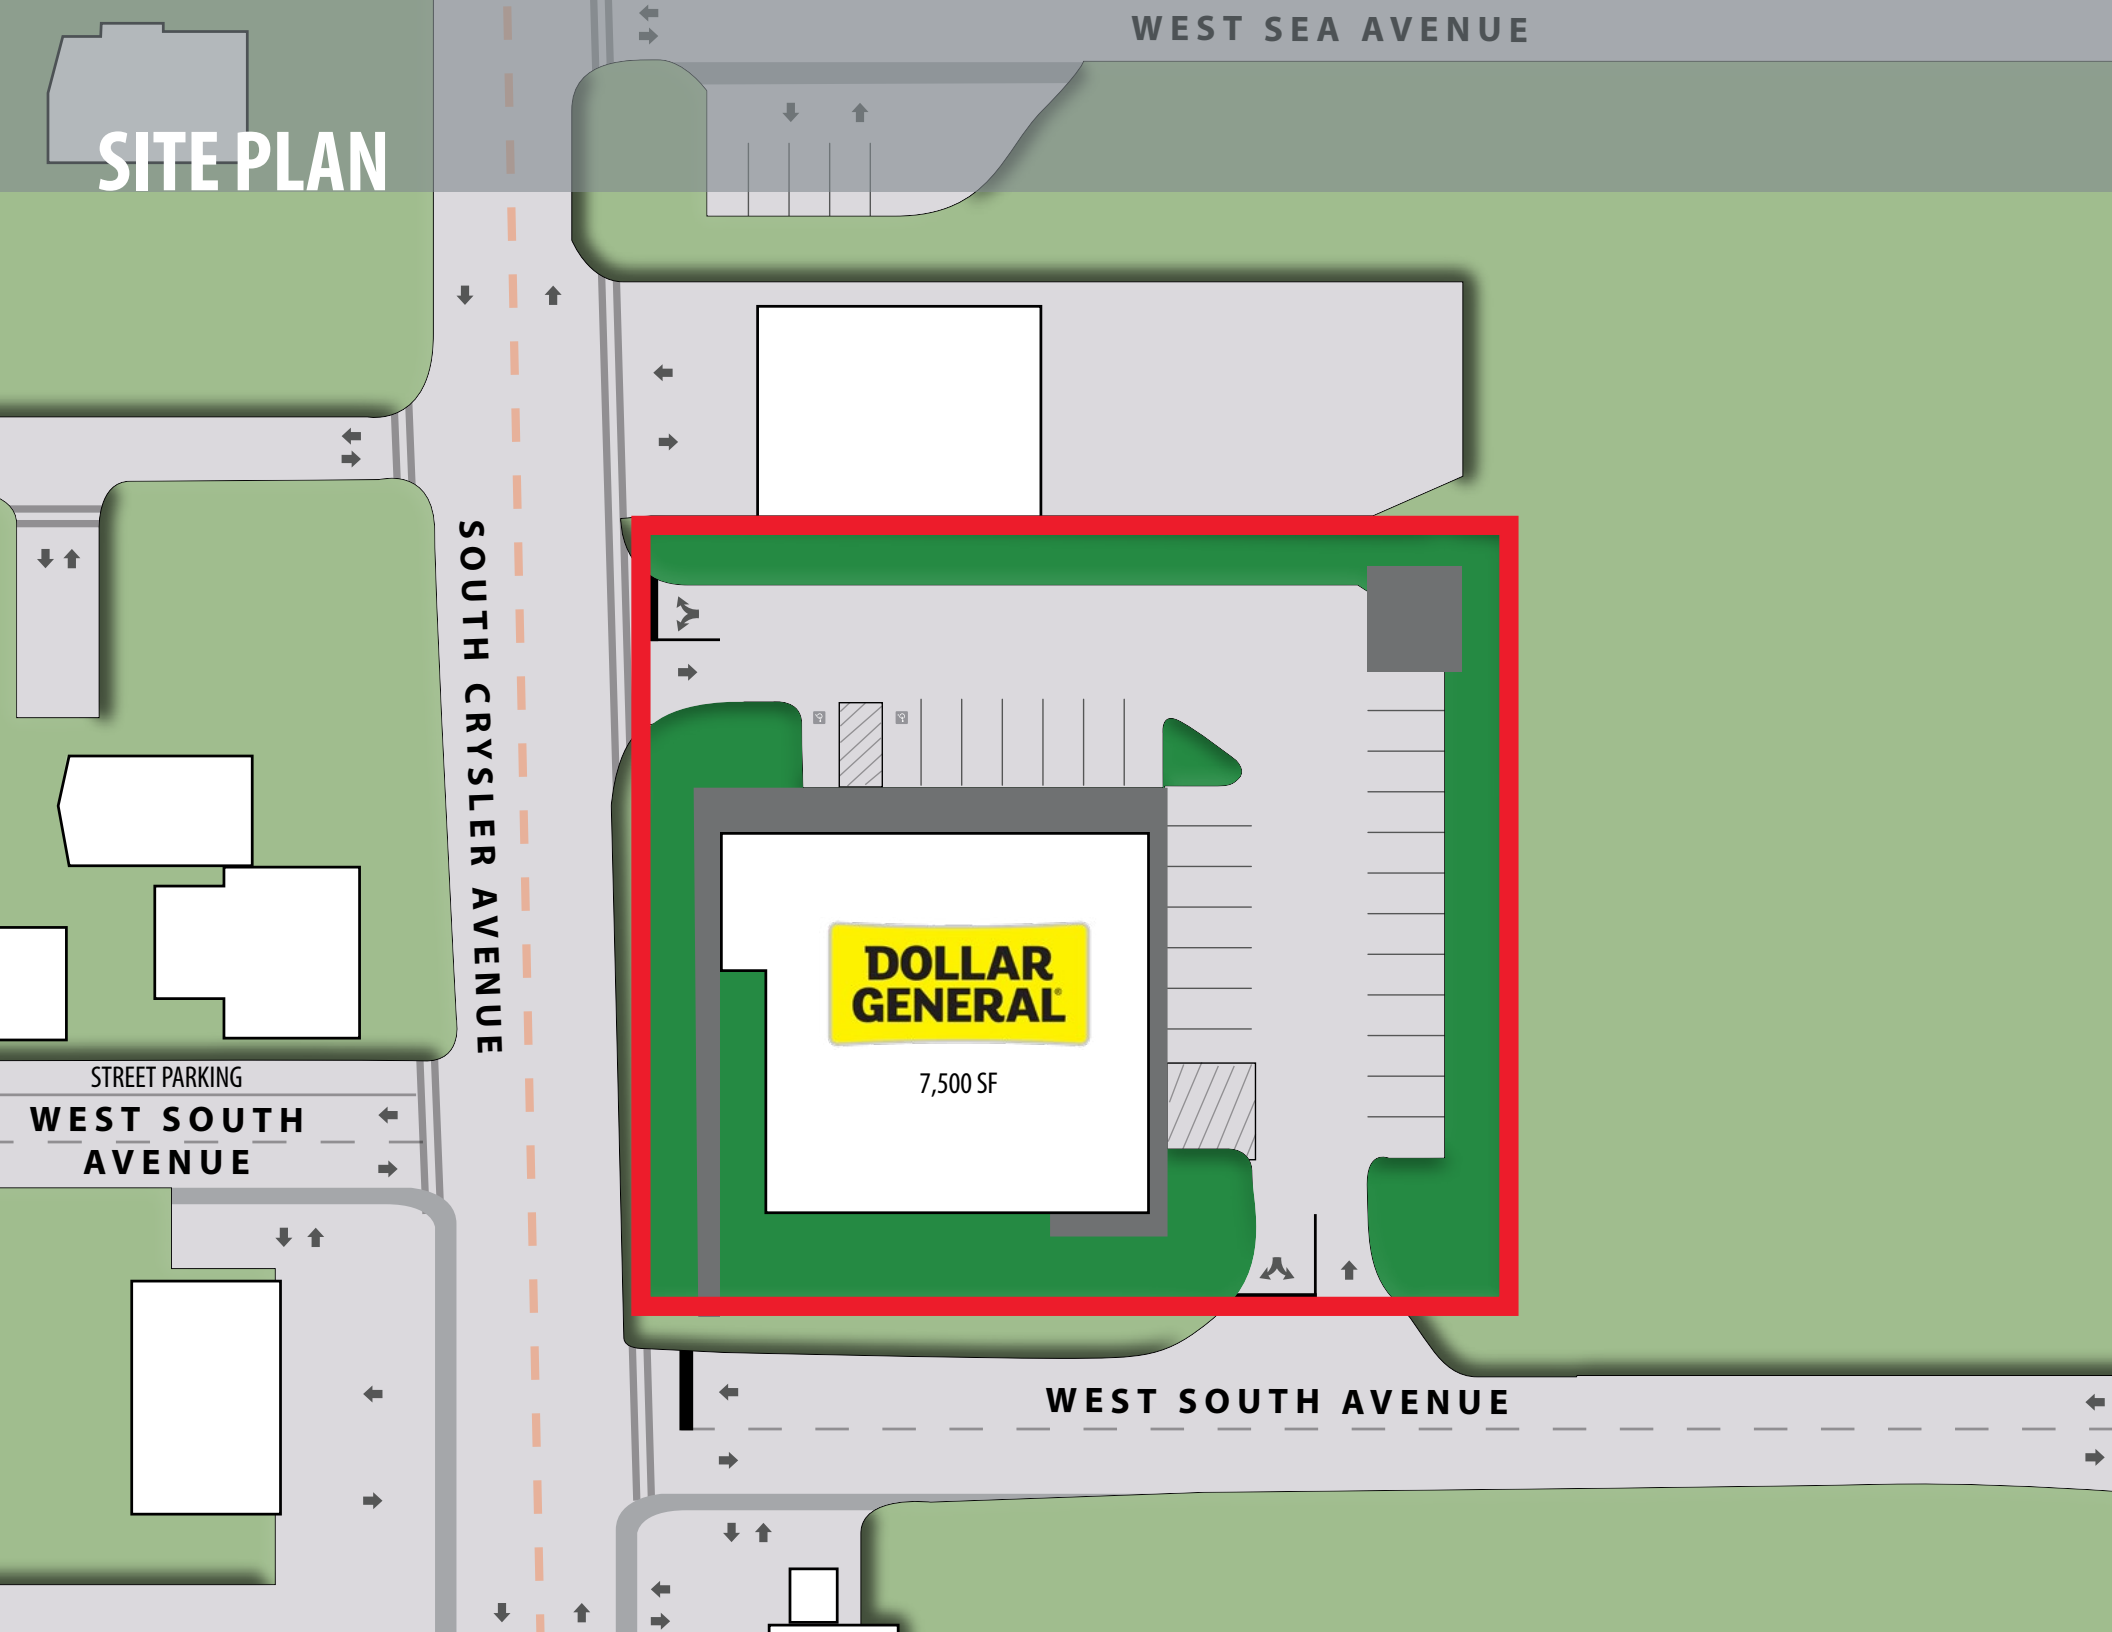 WEST SEA AVENUE
SITE PLAN
SOUTH CRYSLER AVENUE
DOLLAR
GENERAL®
7,500 SF
STREET PARKING
WEST SOUTH
AVENUE
WEST SOUTH AVENUE